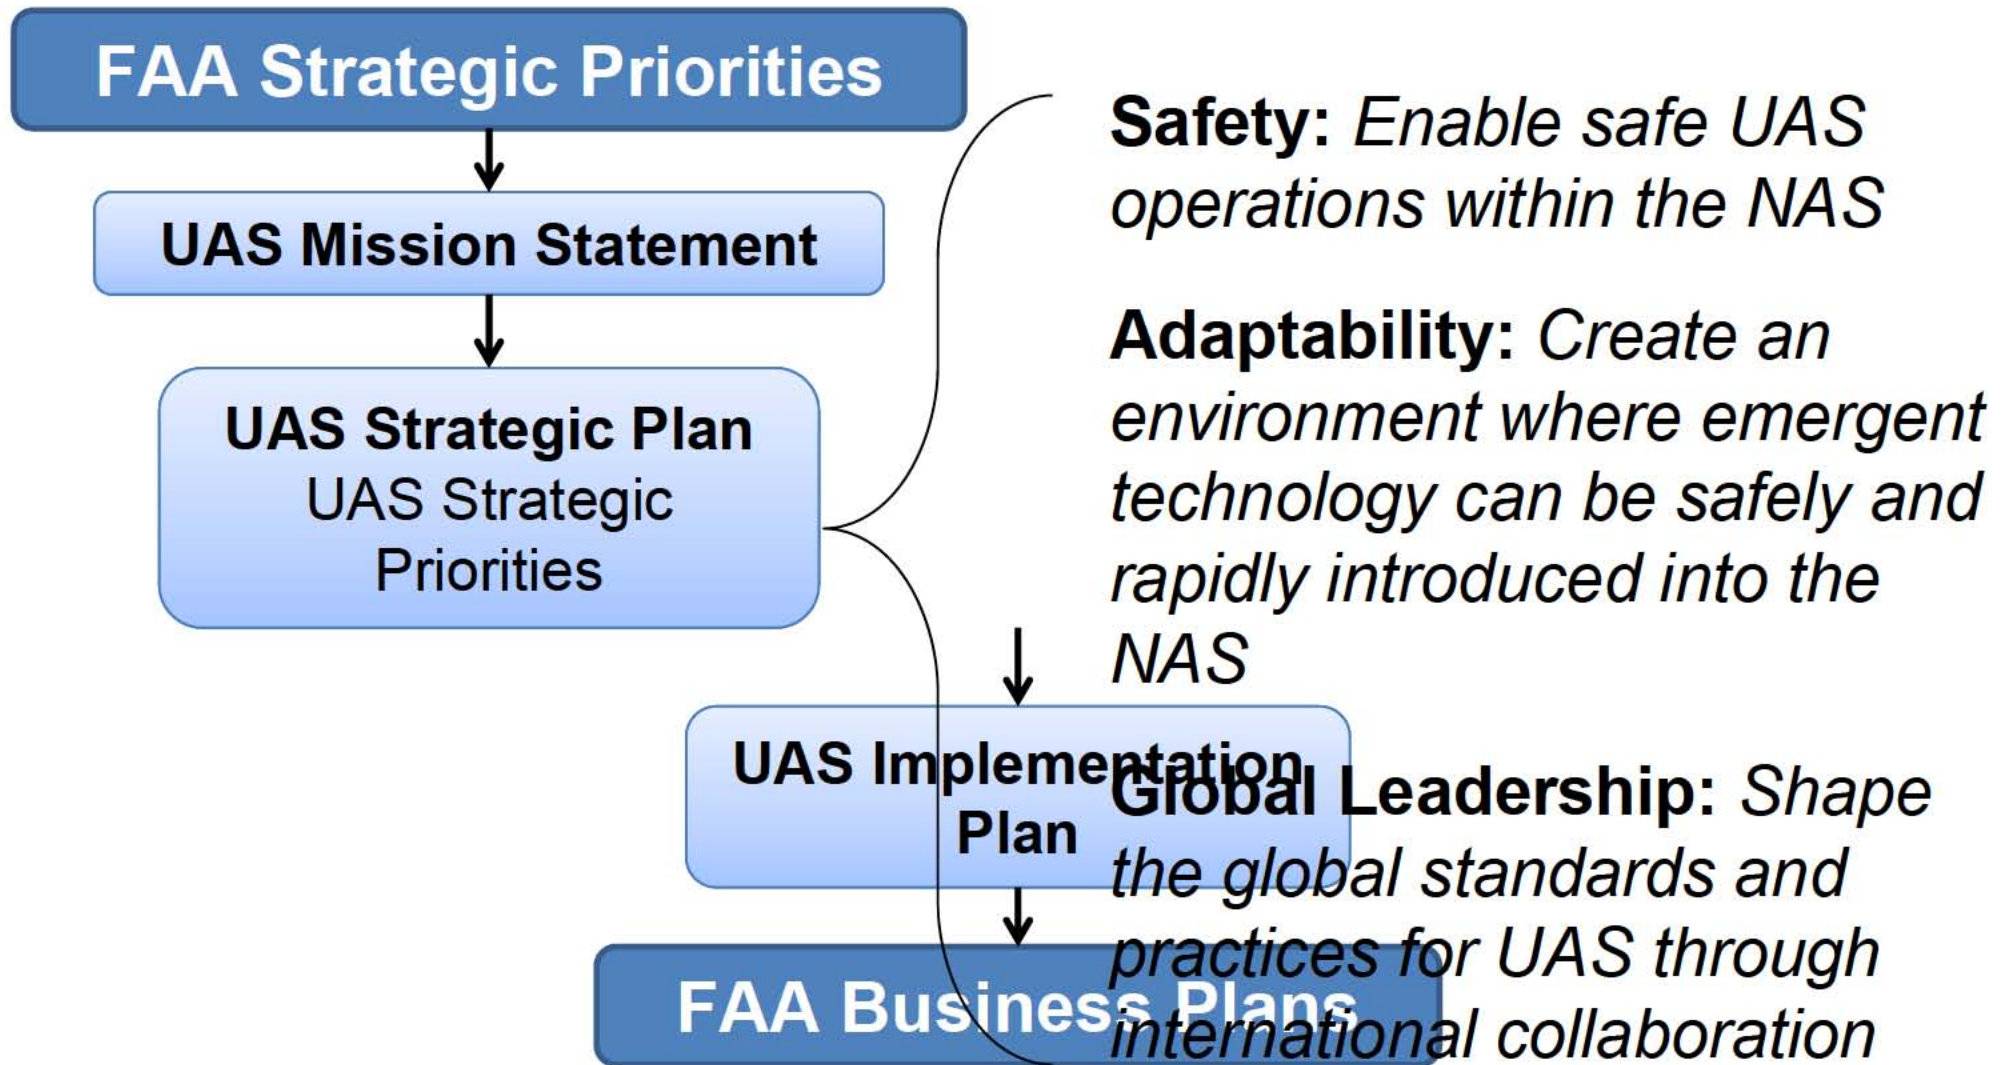 FAA Strategic Priorities
UAS Mission Statement
UAS Strategic Plan
UAS Strategic
Priorities
Safety: Enable safe UAS
operations within the NAS
Adaptability: Create an
environment where emergent
technology can be safely and
rapidly introduced into the
NAS
UAS Implementation
Plan
Global Leadership: Shape
the global standards and
practices for UAS through
international collaboration
FAA Business Plans